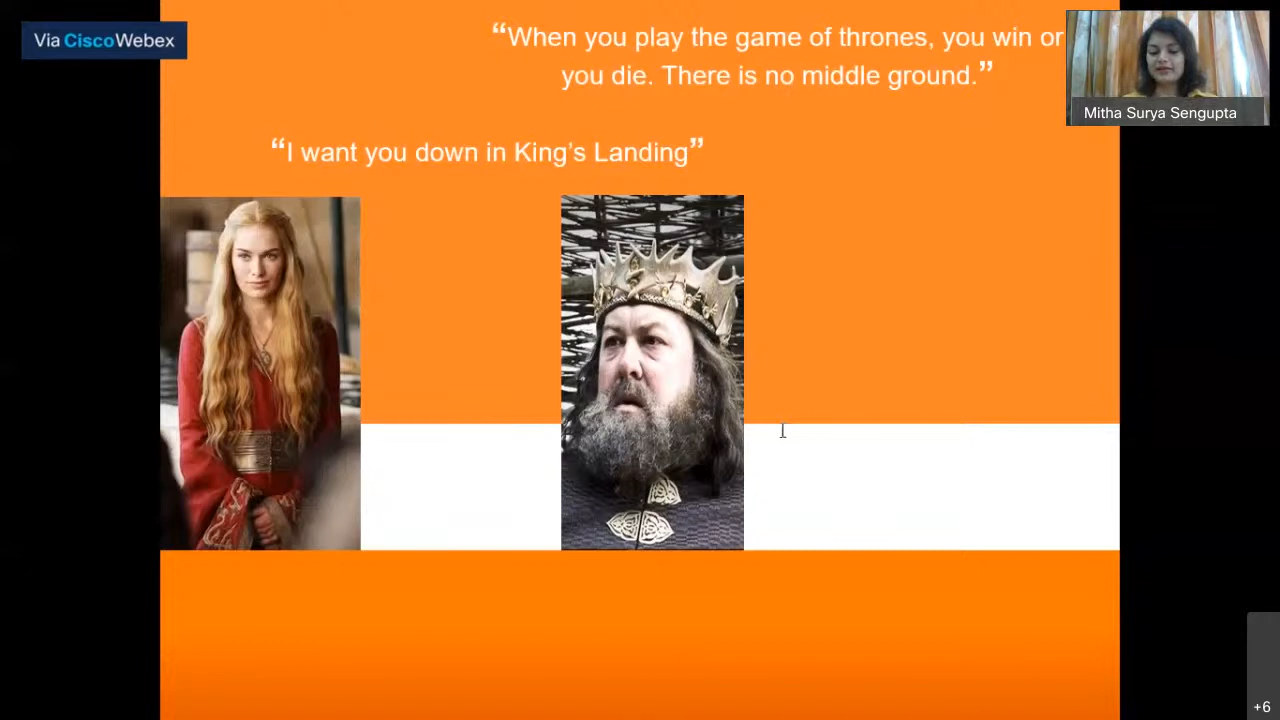 Via CiscoWebex
“When you play the game of thrones, you win or
you die. There is no middle ground.”
Mitha Surya Sengupta
“I want you down in King’s Landing”
+6